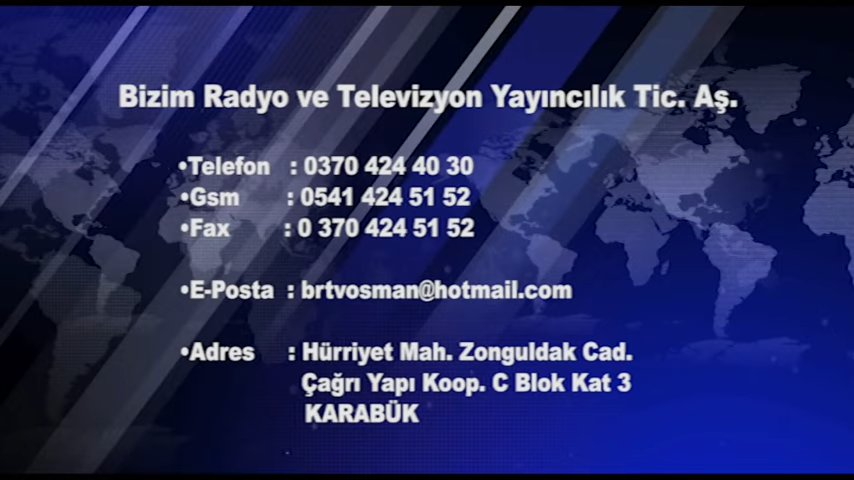 Bizim Radyo ve Televizyon Yayıncılık Tic. Aş.
•Telefon : 0370 424 40 30
•Gsm : 0541 424 51 52
•Fax : 0 370 424 51 52
•E-Posta : brtvosman@hotmail.com
•Adres : Hürriyet Mah. Zonguldak Cad.
Çağrı Yapı Koop. C Blok Kat 3
KARABÜK